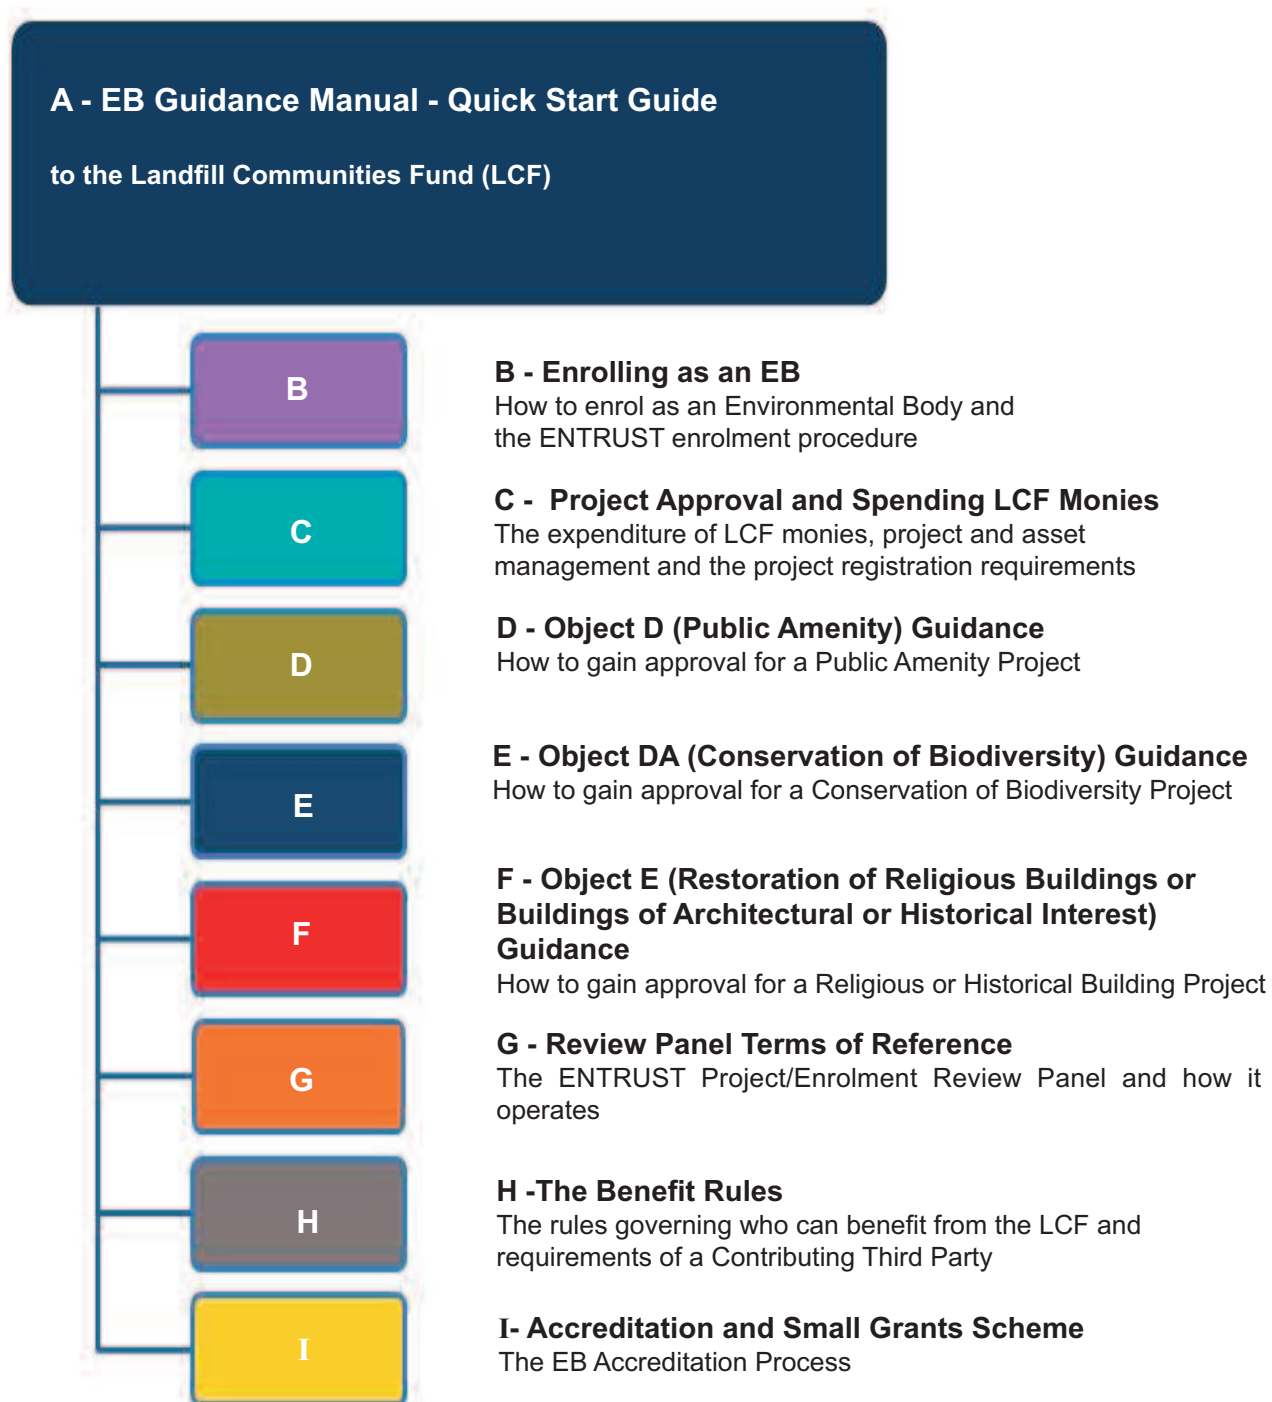 A - EB Guidance Manual - Quick Start Guide
to the Landfill Communities Fund (LCF)
B
B - Enrolling as an EB
How to enrol as an Environmental Body and
the ENTRUST enrolment procedure
C
C - Project Approval and Spending LCF Monies
The expenditure of LCF monies, project and asset
management and the project registration requirements
D
D - Object D (Public Amenity) Guidance
How to gain approval for a Public Amenity Project
E
E - Object DA (Conservation of Biodiversity) Guidance
How to gain approval for a Conservation of Biodiversity Project
F
F - Object E (Restoration of Religious Buildings or
Buildings of Architectural or Historical Interest)
Guidance
How to gain approval for a Religious or Historical Building Project
G
G - Review Panel Terms of Reference
The ENTRUST Project/Enrolment Review Panel and how it
operates
H
H -The Benefit Rules
The rules governing who can benefit from the LCF and
requirements of a Contributing Third Party
I
I- Accreditation and Small Grants Scheme
The EB Accreditation Process